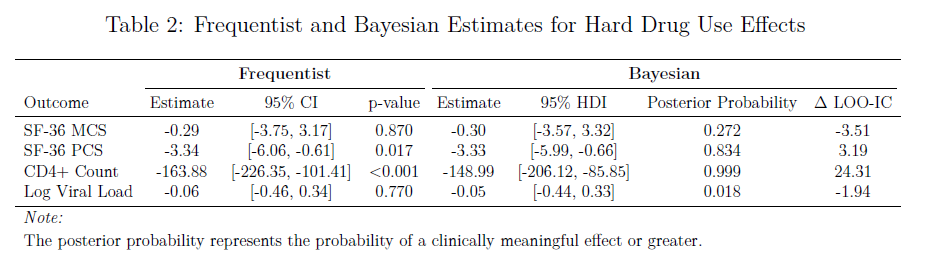 Table 2: Frequentist and Bayesian Estimates for Hard Drug Use Effects
Frequentist Bayesian
Outcome Estimate 95% CI p-value Estimate 95% HDI Posterior Probability Δ LOO-IC
SF-36 MCS -0.29 [-3.75, 3.17] 0.870 -0.30 [-3.57, 3.32] 0.272 -3.51
SF-36 PCS -3.34 [-6.06, -0.61] 0.017 -3.33 [-5.99, -0.66] 0.834 3.19
CD4+ Count -163.88 [-226.35, -101.41] <0.001 -148.99 [-206.12, -85.85] 0.999 24.31
Log Viral Load -0.06 [-0.46, 0.34] 0.770 -0.05 [-0.44, 0.33] 0.018 -1.94
Note:
The posterior probability represents the probability of a clinically meaningful effect or greater.